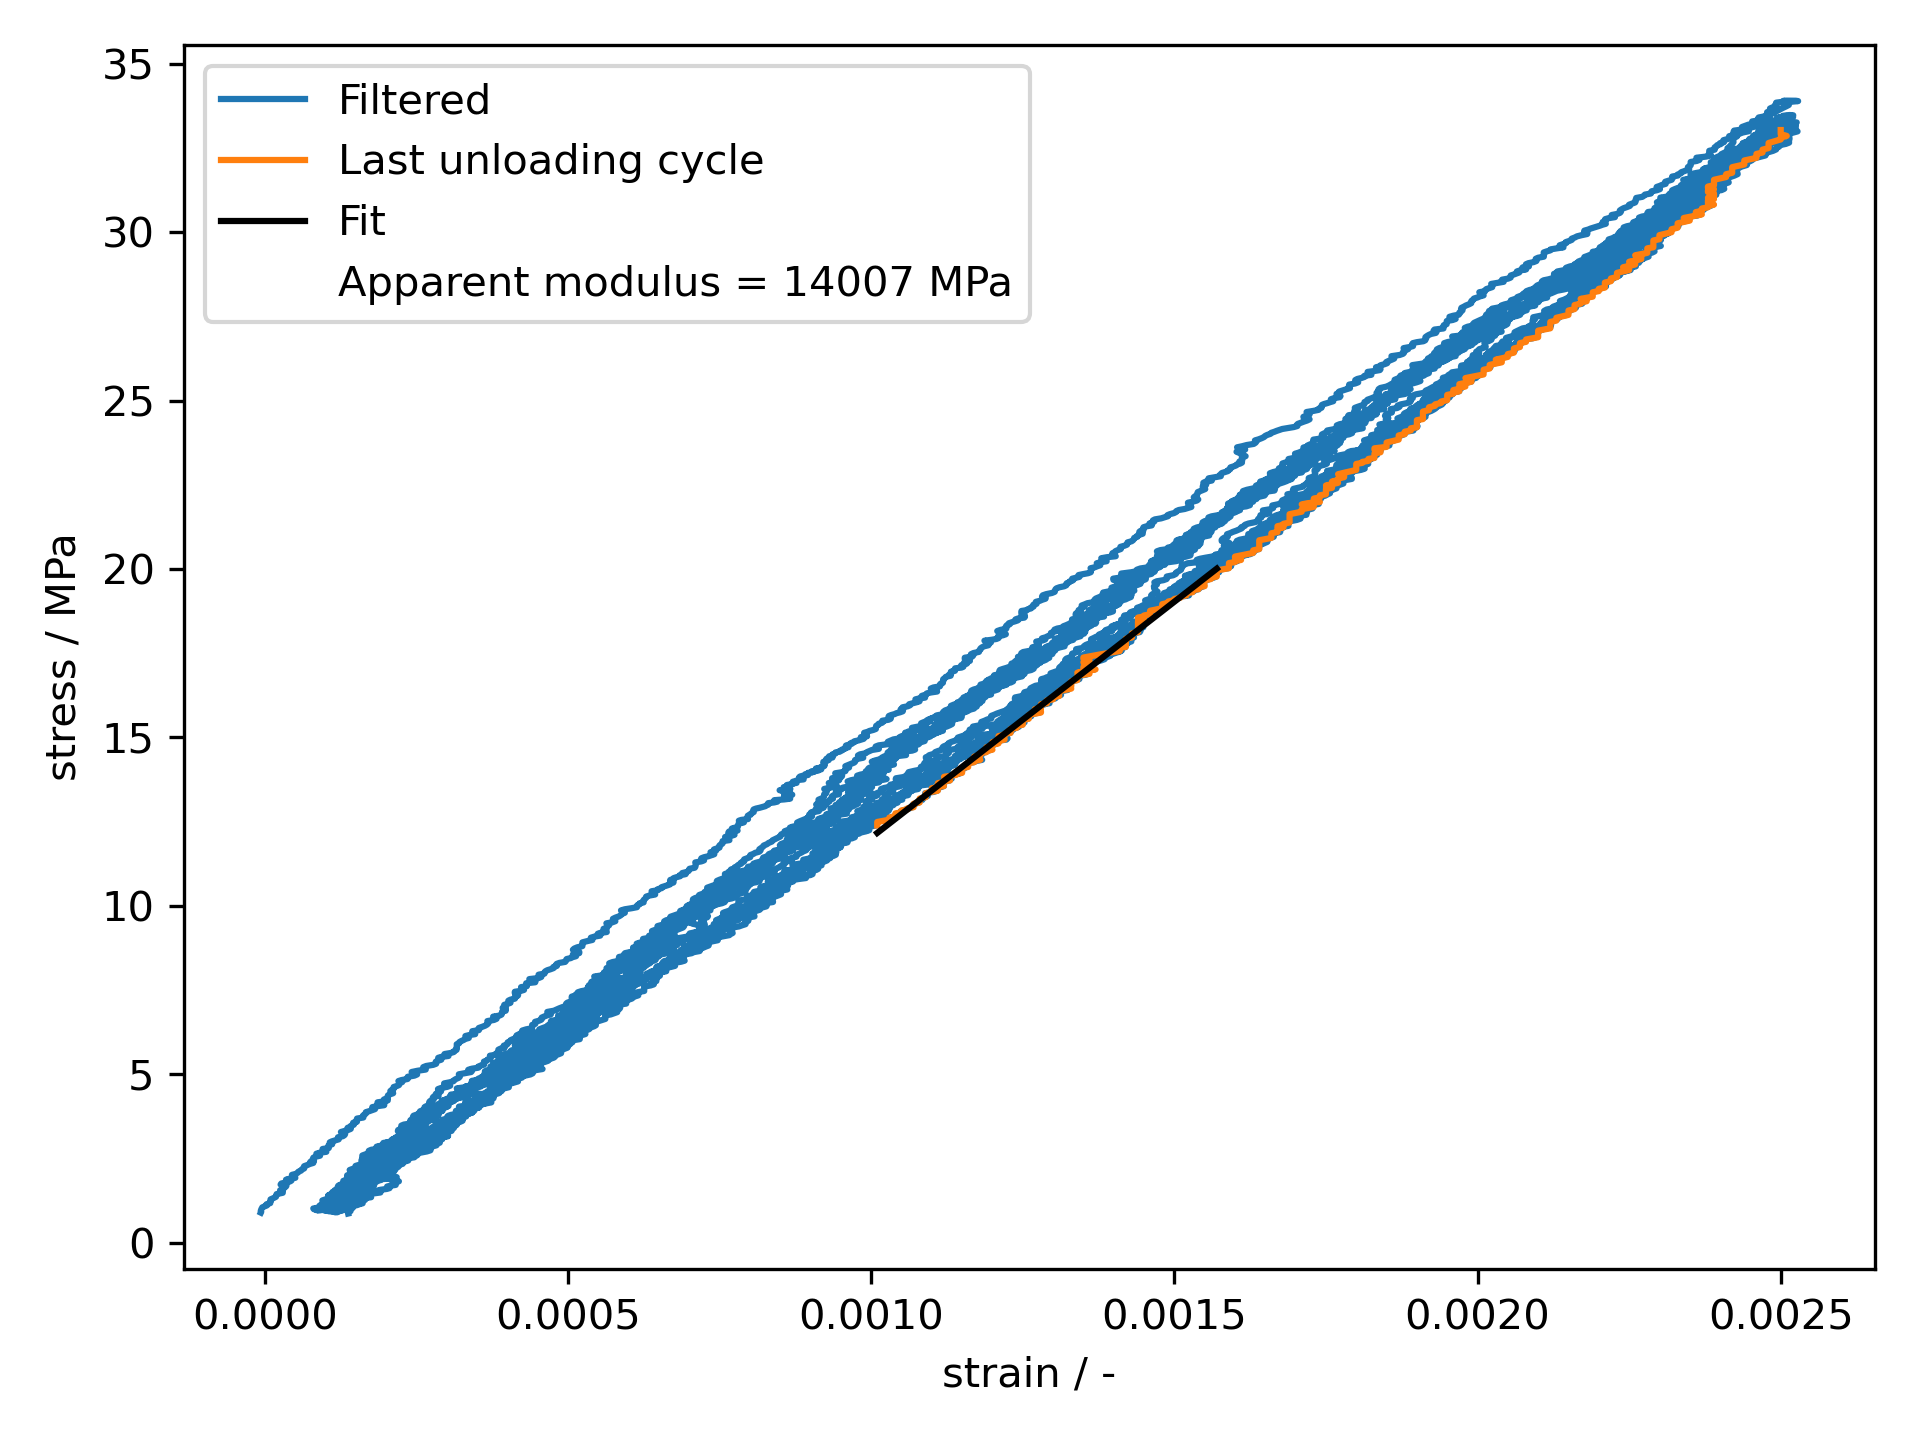 35
30
25
20
15
10
5
0
stress / MPa
Filtered
Last unloading cycle
Fit
Apparent modulus = 14007 MPa
0.0000 0.0005 0.0010 0.0015 0.0020 0.0025
strain / -